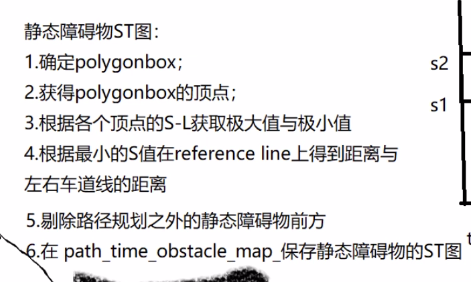 静态障碍物ST图：
1.确定polygonbox；
2.获得polygonbox的顶点；
3.根据各个顶点的S-L获取极大值与极小值
4.根据最小的S值在reference line上得到距离与
左右车道线的距离
5.剔除路径规划之外的静态障碍物前方
6.在 path_time_obstacle_map_保存静态障碍物的ST图
s2
s1
t